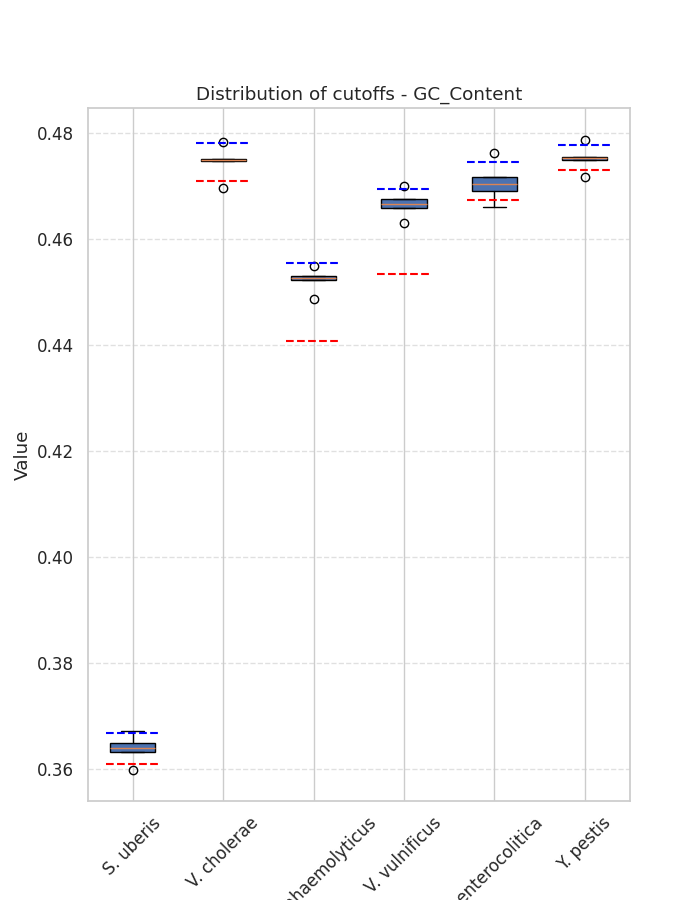 Distribution of cutoffs - GC_Content
Value
0.48
0.46
0.44
0.42
0.40
0.38
0.36
S. uberis
V. cholerae
haemolyticus
V. vulnificus
enterocolitica
Y. pestis